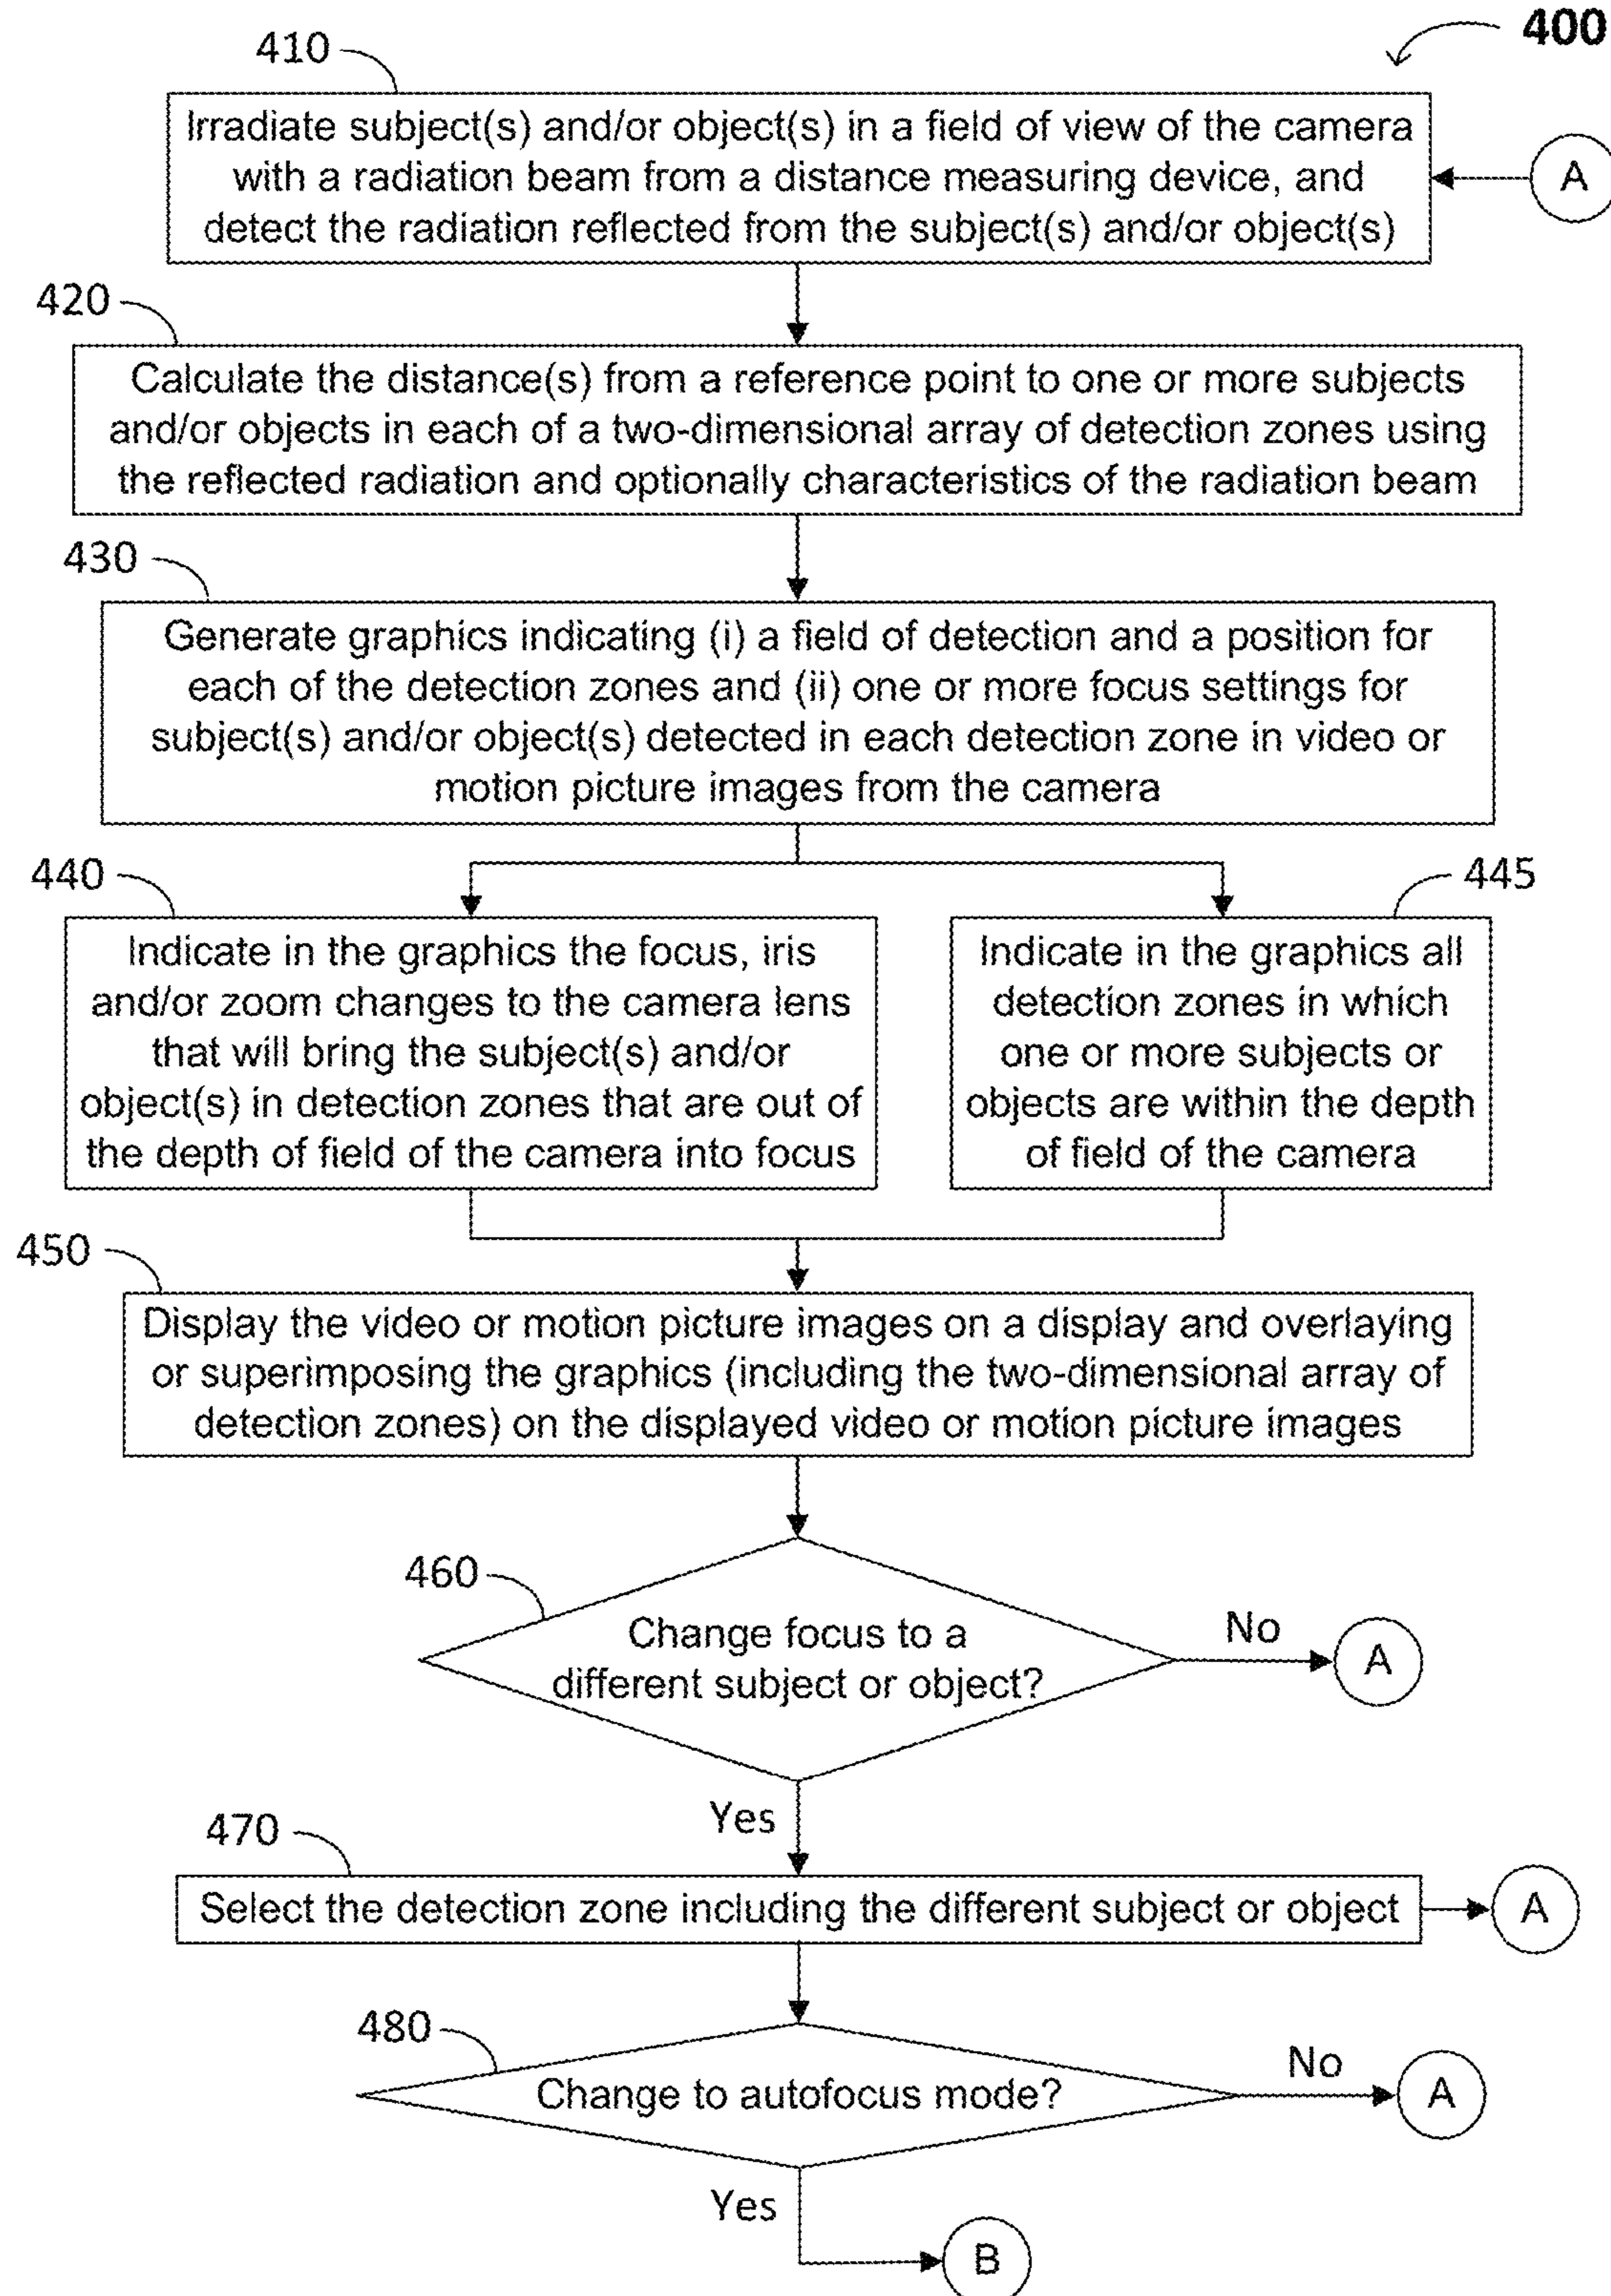 400
410
Irradiate subject(s) and/or object(s) in a field of view of the camera
with a radiation beam from a distance measuring device, and
detect the radiation reflected from the subject(s) and/or object(s)
A
420
Calculate the distance(s) from a reference point to one or more subjects
and/or objects in each of a two-dimensional array of detection zones using
the reflected radiation and optionally characteristics of the radiation beam
430
Generate graphics indicating (i) a field of detection and a position for
each of the detection zones and (ii) one or more focus settings for
subject(s) and/or object(s) detected in each detection zone in video or
motion picture images from the camera
440
Indicate in the graphics the focus, iris
and/or zoom changes to the camera lens
that will bring the subject(s) and/or
object(s) in detection zones that are out of
the depth of field of the camera into focus
445
Indicate in the graphics all
detection zones in which
one or more subjects or
objects are within the depth
of field of the camera
450
Display the video or motion picture images on a display and overlaying
or superimposing the graphics (including the two-dimensional array of
detection zones) on the displayed video or motion picture images
460
Change focus to a
different subject or object?
No
A
Yes
470
Select the detection zone including the different subject or object
A
480
Change to autofocus mode?
No
A
Yes
B